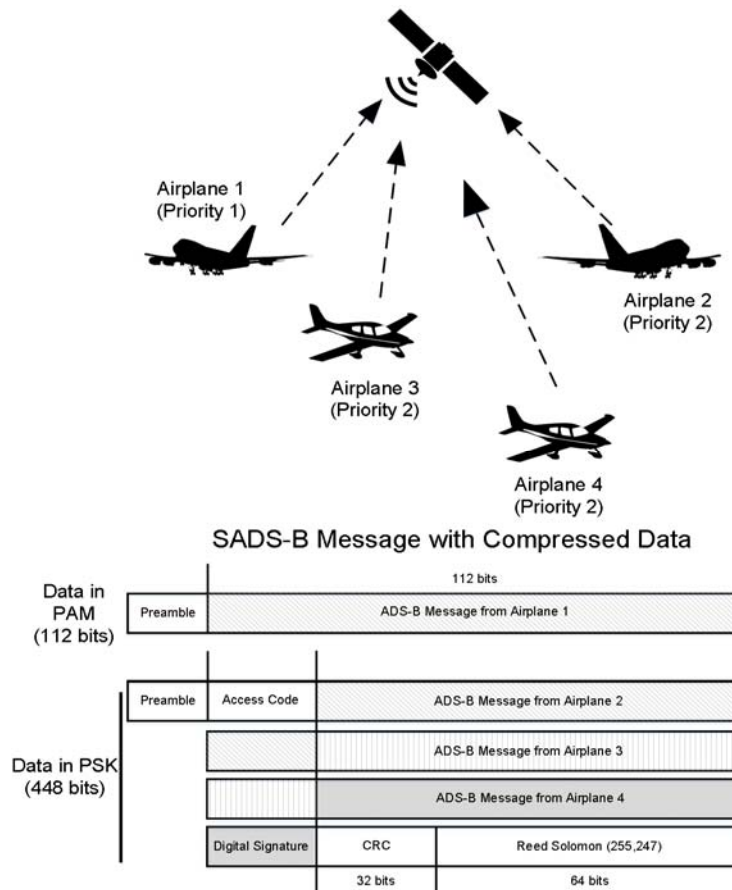 Airplane 1
(Priority 1)
Airplane 2
(Priority 2)
Airplane 3
(Priority 2)
Airplane 4
(Priority 2)
SADS-B Message with Compressed Data
Data in
PAM
(112 bits)
112 bits
Preamble
ADS-B Message from Airplane 1
Data in PSK
(448 bits)
Preamble
Access Code
ADS-B Message from Airplane 2
ADS-B Message from Airplane 3
ADS-B Message from Airplane 4
Digital Signature
CRC
Reed Solomon (255,247)
32 bits
64 bits